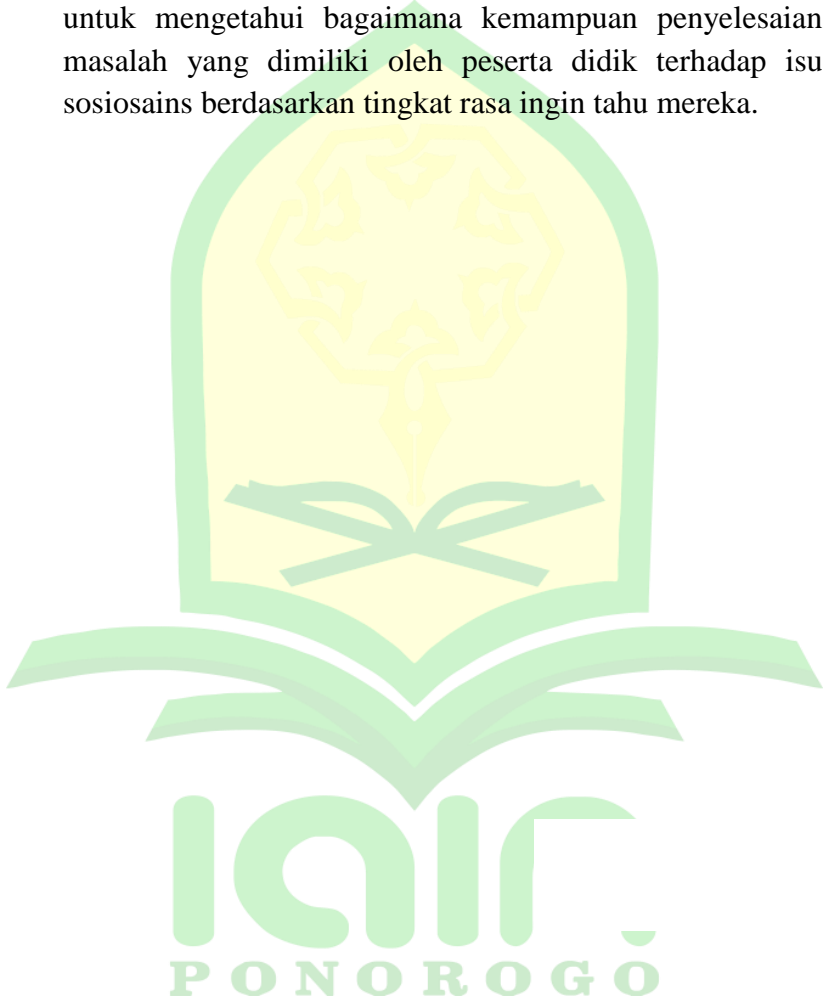 untuk mengetahui bagaimana kemampuan penyelesaian
masalah yang dimiliki oleh peserta didik terhadap isu
sosiosains berdasarkan tingkat rasa ingin tahu mereka.
PONOROGO